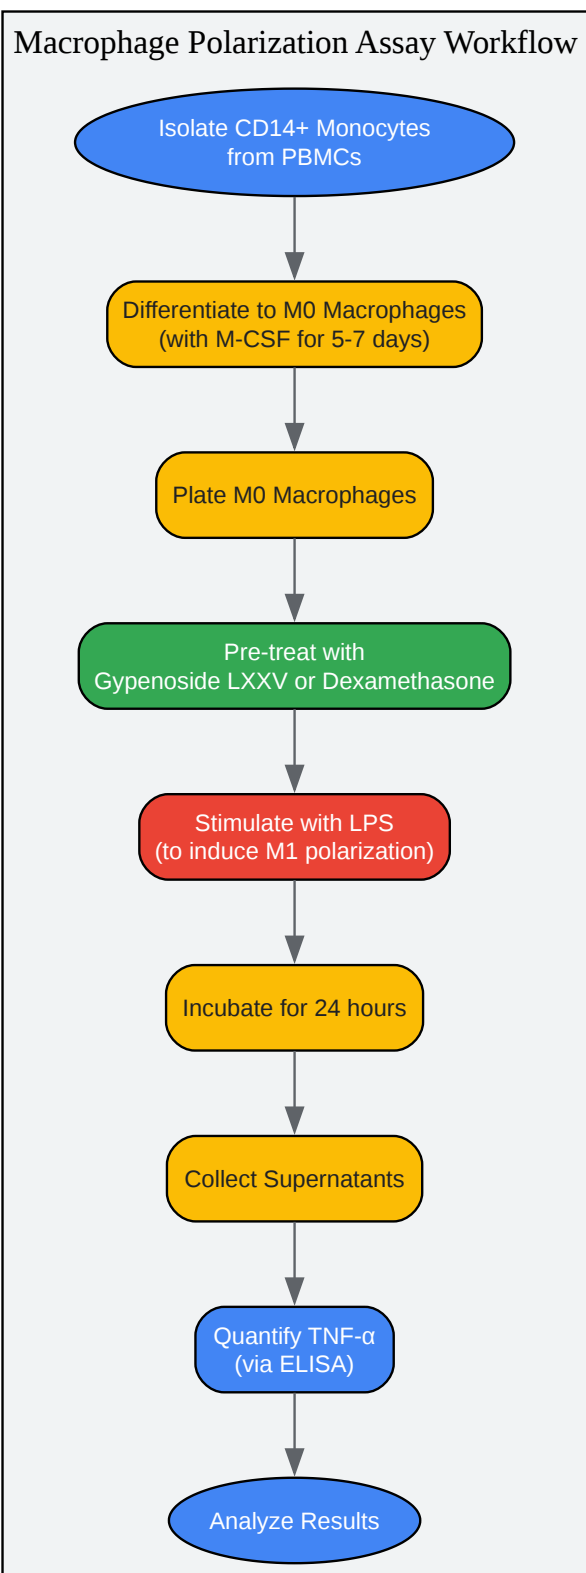 Macrophage Polarization Assay Workflow
Isolate CD14+ Monocytes
from PBMCs
Differentiate to M0 Macrophages
(with M-CSF for 5-7 days)
Plate M0 Macrophages
Pre-treat with
Gypenoside LXXV or Dexamethasone
Stimulate with LPS
(to induce M1 polarization)
Incubate for 24 hours
Collect Supernatants
Quantify TNF-α
(via ELISA)
Analyze Results